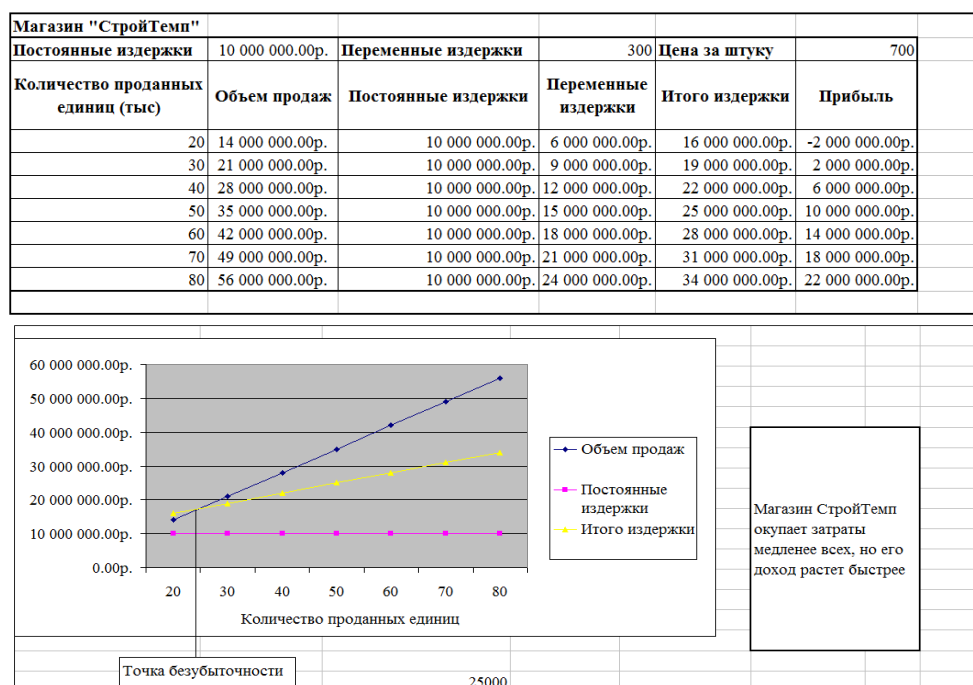 Магазин "СтройТемп"
Постоянные издержки 10 000 000.00р. Переменные издержки 300 Цена за штуку 700
Количество проданных единиц (тыс) Объем продаж Постоянные издержки Переменные издержки Итого издержки Прибыль
20 14 000 000.00р. 10 000 000.00р. 6 000 000.00р. 16 000 000.00р. -2 000 000.00р.
30 21 000 000.00р. 10 000 000.00р. 9 000 000.00р. 19 000 000.00р. 2 000 000.00р.
40 28 000 000.00р. 10 000 000.00р. 12 000 000.00р. 22 000 000.00р. 6 000 000.00р.
50 35 000 000.00р. 10 000 000.00р. 15 000 000.00р. 25 000 000.00р. 10 000 000.00р.
60 42 000 000.00р. 10 000 000.00р. 18 000 000.00р. 28 000 000.00р. 14 000 000.00р.
70 49 000 000.00р. 10 000 000.00р. 21 000 000.00р. 31 000 000.00р. 18 000 000.00р.
80 56 000 000.00р. 10 000 000.00р. 24 000 000.00р. 34 000 000.00р. 22 000 000.00р.
60 000 000.00р.
50 000 000.00р.
40 000 000.00р.
30 000 000.00р.
20 000 000.00р.
10 000 000.00р.
0.00р.
20 30 40 50 60 70 80
Количество проданных единиц
Объем продаж
Постоянные
издержки
Итого издержки
Магазин СтройТемп
окупает затраты
медленее всех, но его
доход растет быстрее
Точка безубыточности
25000